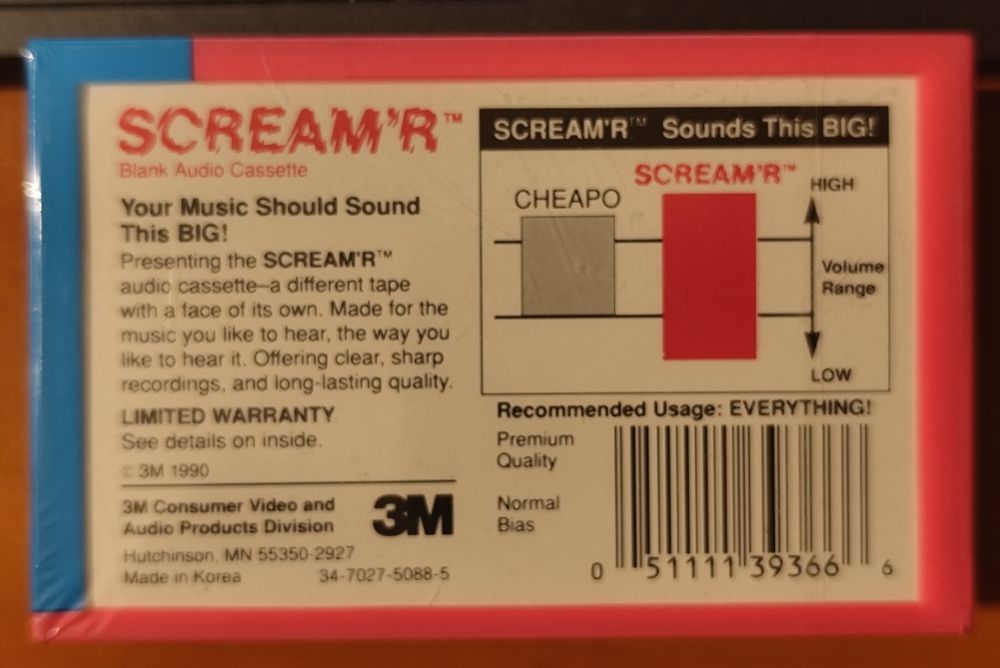 SCREAM'R™
Blank Audio Cassette
Your Music Should Sound
This BIG!
Presenting the SCREAM'R™
audio cassette–a different tape
with a face of its own. Made for the
music you like to hear, the way you
like to hear it. Offering clear, sharp
recordings, and long-lasting quality.
LIMITED WARRANTY
See details on inside.
© 3M 1990
3M Consumer Video and
Audio Products Division
3M
Hutchinson, MN 55350-2927
Made in Korea 34-7027-5088-5
SCREAM'R™ Sounds This BIG!
SCREAM'R™
CHEAPO
HIGH
Volume
Range
LOW
Recommended Usage: EVERYTHING!
Premium
Quality
Normal
Bias
0 51111 39366 6